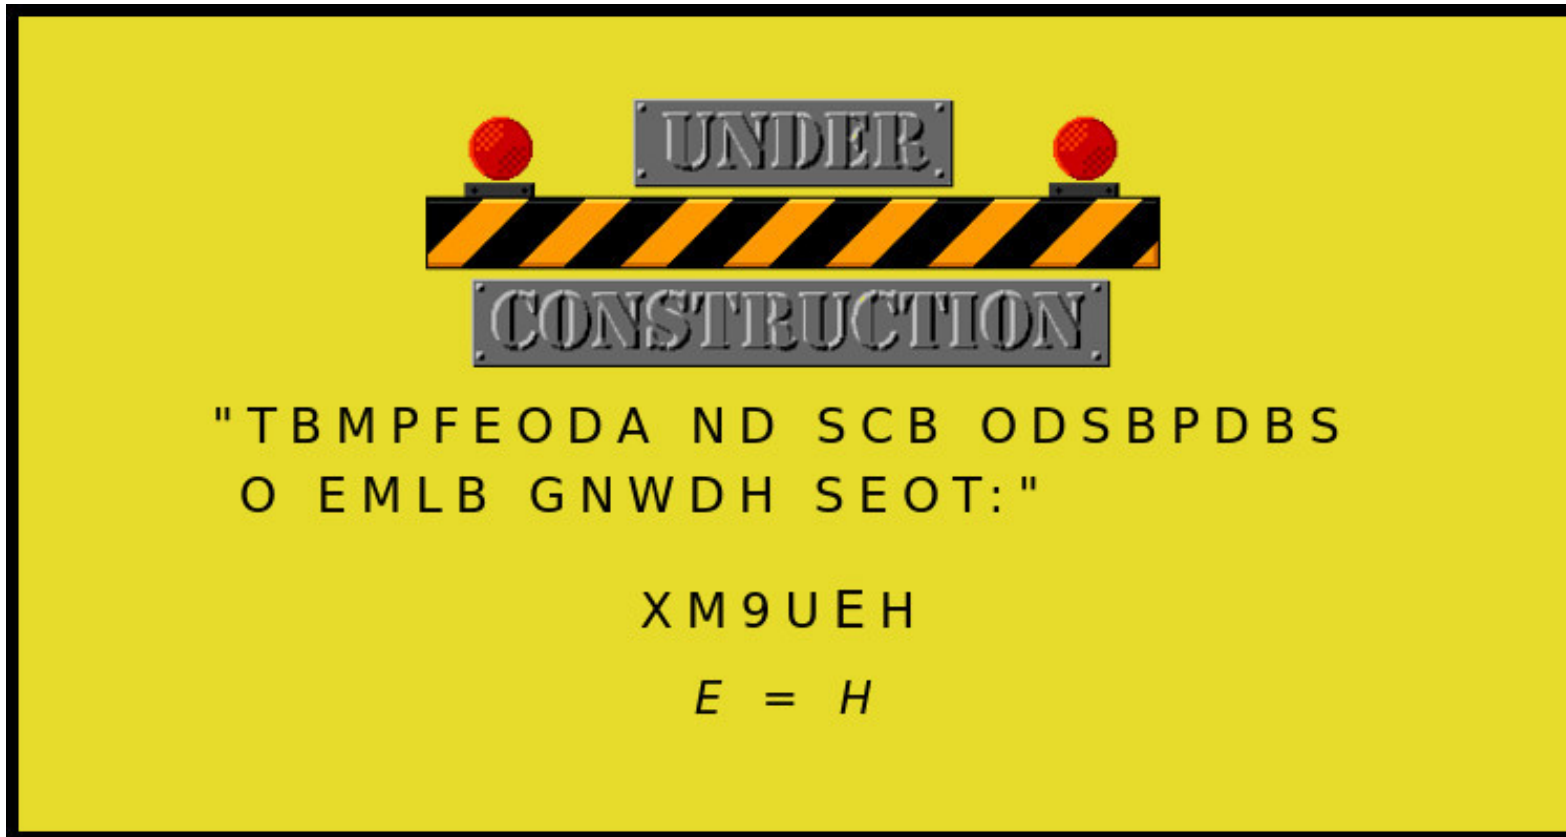 UNDER
CONSTRUCTION
"TBMPFEODA ND SCB ODSBPDBS
O EMLB GNWDH SEOT:"
XM9UEH
E = H